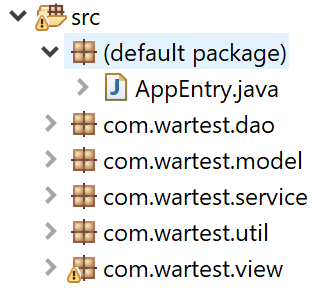 src
(default package)
AppEntry.java
com.wartest.dao
com.wartest.model
com.wartest.service
com.wartest.util
com.wartest.view